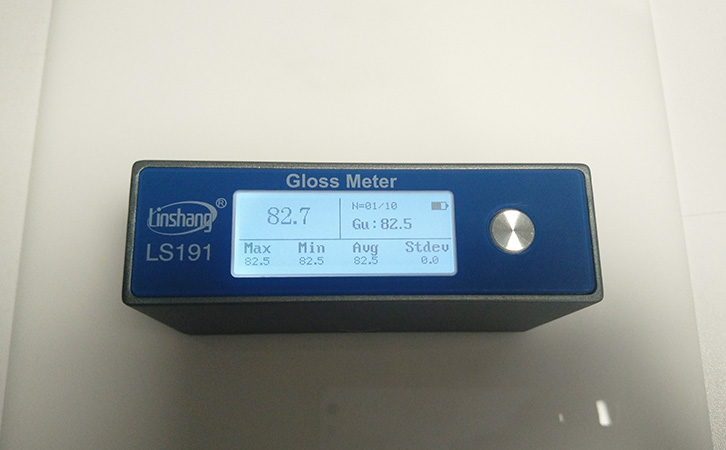 Gloss Meter
Linshang®
LS191
82.7
N=01/10
Gu:82.5
Max Min Avg Stdev
82.5 82.5 82.5 0.0